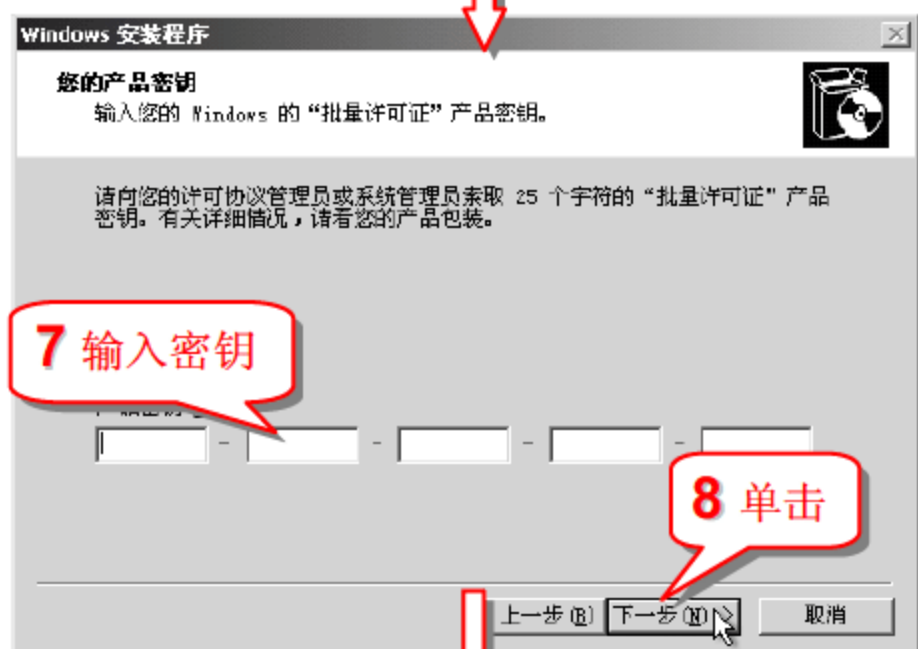 Windows 安装程序
您的产品密钥
输入您的 Windows 的“批量许可证”产品密钥。
请向您的许可协议管理员或系统管理员索取 25 个字符的“批量许可证”产品
密钥。有关详细情况，请看您的产品包装。
7 输入密钥
- - - -
8 单击
上一步(B) 下一步(N) > 取消